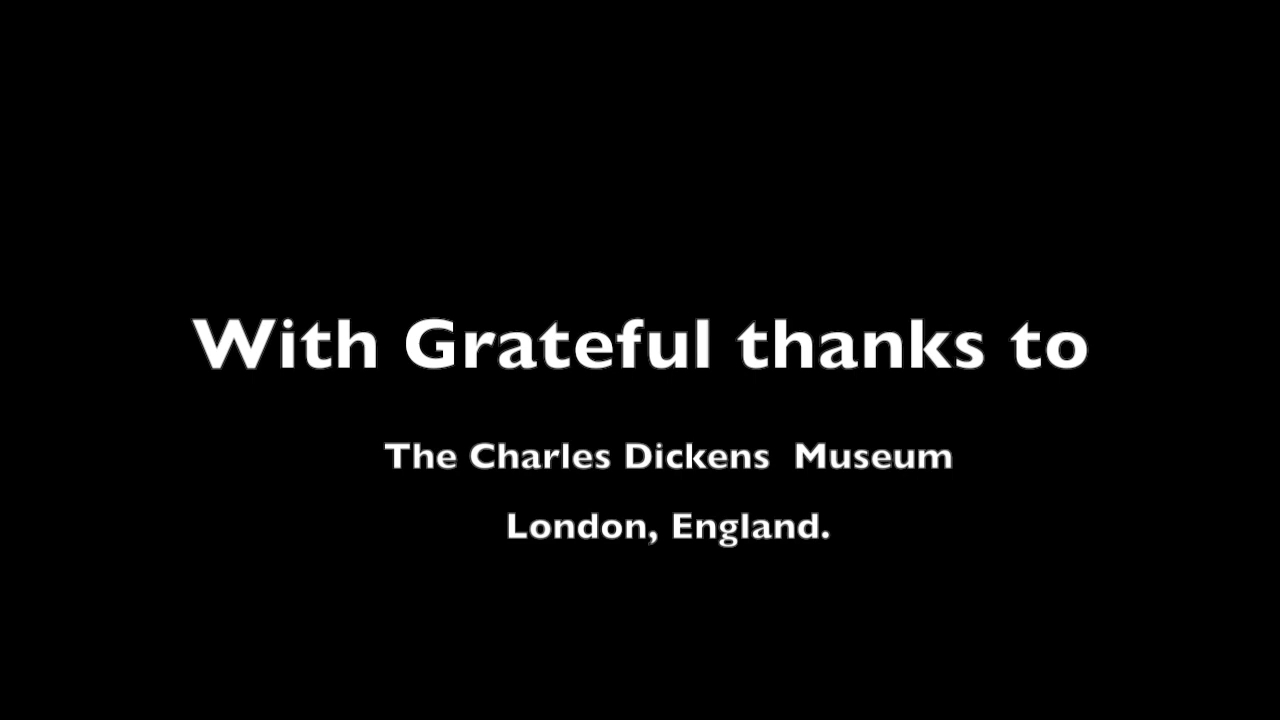 With Grateful thanks to
The Charles Dickens  Museum
London, England.